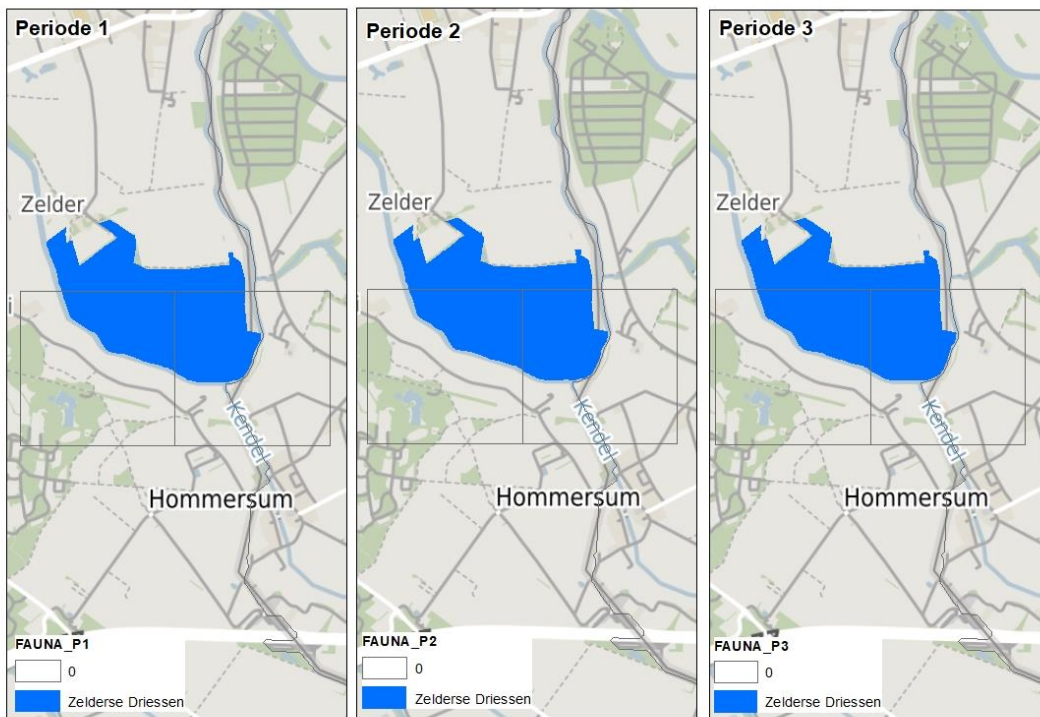 Periode 1
Zelder
i
Kendel
Hommersum
FAUNA_P1
0
Zelderse Driessen
Periode 2
Zelder
i
Kendel
Hommersum
FAUNA_P2
0
Zelderse Driessen
Periode 3
Zelder
Kendel
Hommersum
FAUNA_P3
0
Zelderse Driessen